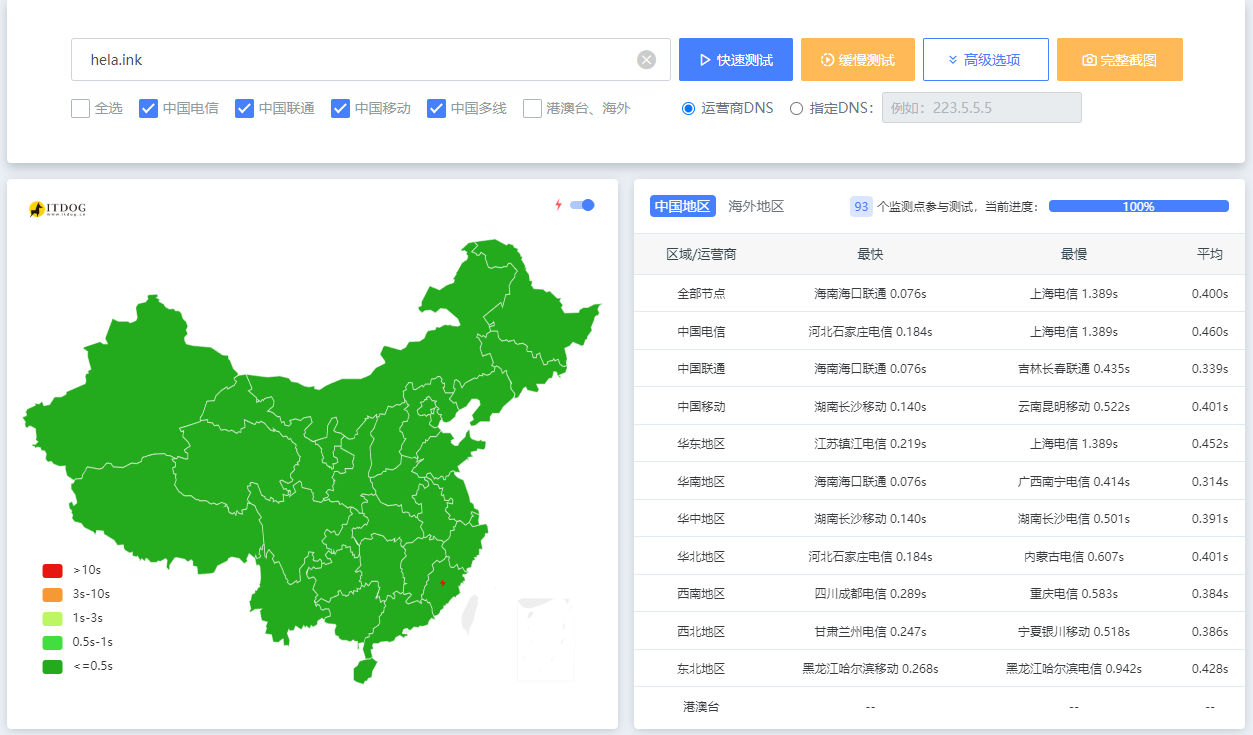 hela.ink
快速测试 缓慢测试 高级选项 完整截图
全选 中国电信 中国联通 中国移动 中国多线 港澳台、海外 运营商DNS 指定DNS: 例如：223.5.5.5
ITDOG
www.itdog.cn
中国地区 海外地区 93 个监测点参与测试，当前进度： 100%
区域/运营商 最快 最慢 平均
全部节点 海南海口联通 0.076s 上海电信 1.389s 0.400s
中国电信 河北石家庄电信 0.184s 上海电信 1.389s 0.460s
中国联通 海南海口联通 0.076s 吉林长春联通 0.435s 0.339s
中国移动 湖南长沙移动 0.140s 云南昆明移动 0.522s 0.401s
华东地区 江苏镇江电信 0.219s 上海电信 1.389s 0.452s
华南地区 海南海口联通 0.076s 广西南宁电信 0.414s 0.314s
华中地区 湖南长沙移动 0.140s 湖南长沙电信 0.501s 0.391s
华北地区 河北石家庄电信 0.184s 内蒙古电信 0.607s 0.401s
西南地区 四川成都电信 0.289s 重庆电信 0.583s 0.384s
西北地区 甘肃兰州电信 0.247s 宁夏银川移动 0.518s 0.386s
东北地区 黑龙江哈尔滨移动 0.268s 黑龙江哈尔滨电信 0.942s 0.428s
港澳台 -- -- --
>10s
3s-10s
1s-3s
0.5s-1s
<=0.5s